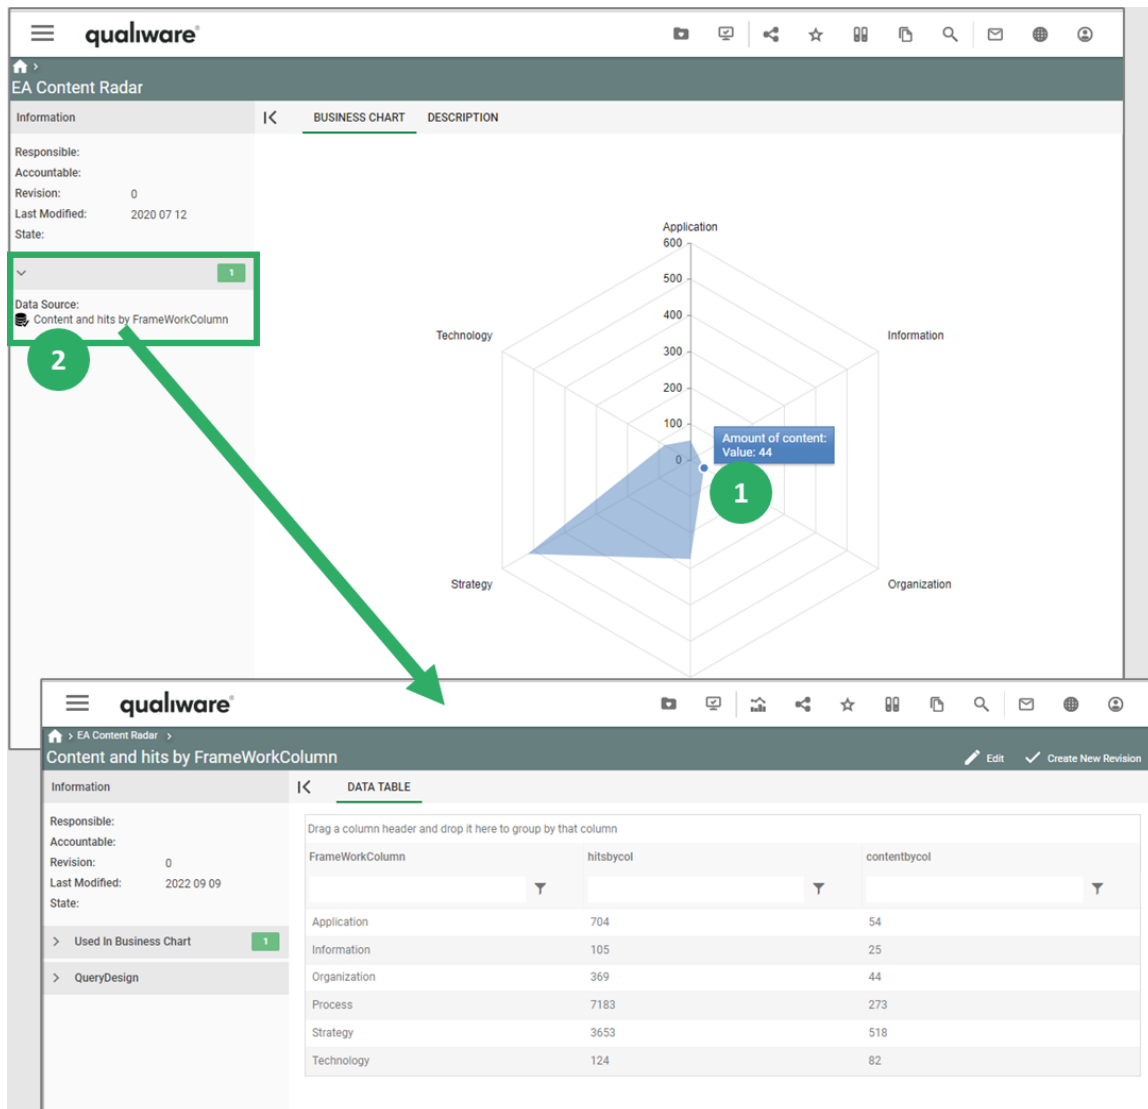 qualiware®
EA Content Radar
Information
BUSINESS CHART DESCRIPTION
Responsible:
Accountable:
Revision: 0
Last Modified: 2020 07 12
State:
1
Data Source:
Content and hits by FrameWorkColumn
2
Application
600
500
400
300
200
100
0
Technology
Information
Amount of content:
Value: 44
1
Strategy
Organization
qualiware®
EA Content Radar
Content and hits by FrameWorkColumn
Edit Create New Revision
Information
DATA TABLE
Responsible:
Accountable:
Revision: 0
Last Modified: 2022 09 09
State:
Used In Business Chart 1
QueryDesign
Drag a column header and drop it here to group by that column
FrameWorkColumn hitsbycol contentbycol
Application 704 54
Information 105 25
Organization 369 44
Process 7183 273
Strategy 3653 518
Technology 124 82